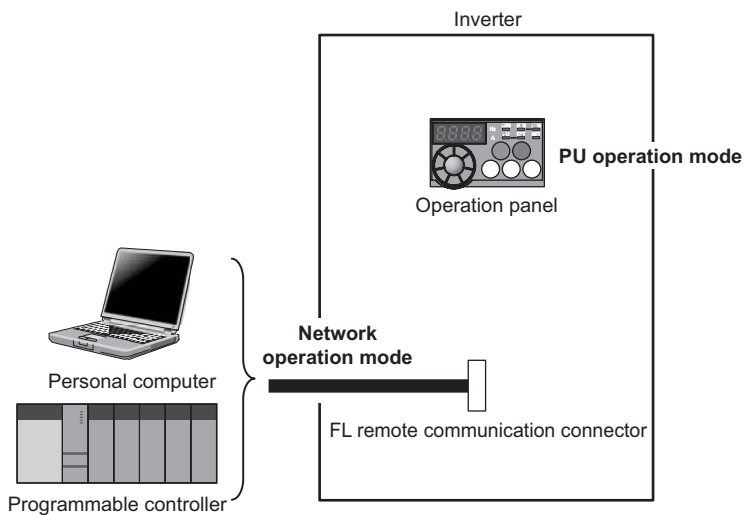 Inverter
PU operation mode
Operation panel
Network
operation mode
Personal computer
FL remote communication connector
Programmable controller